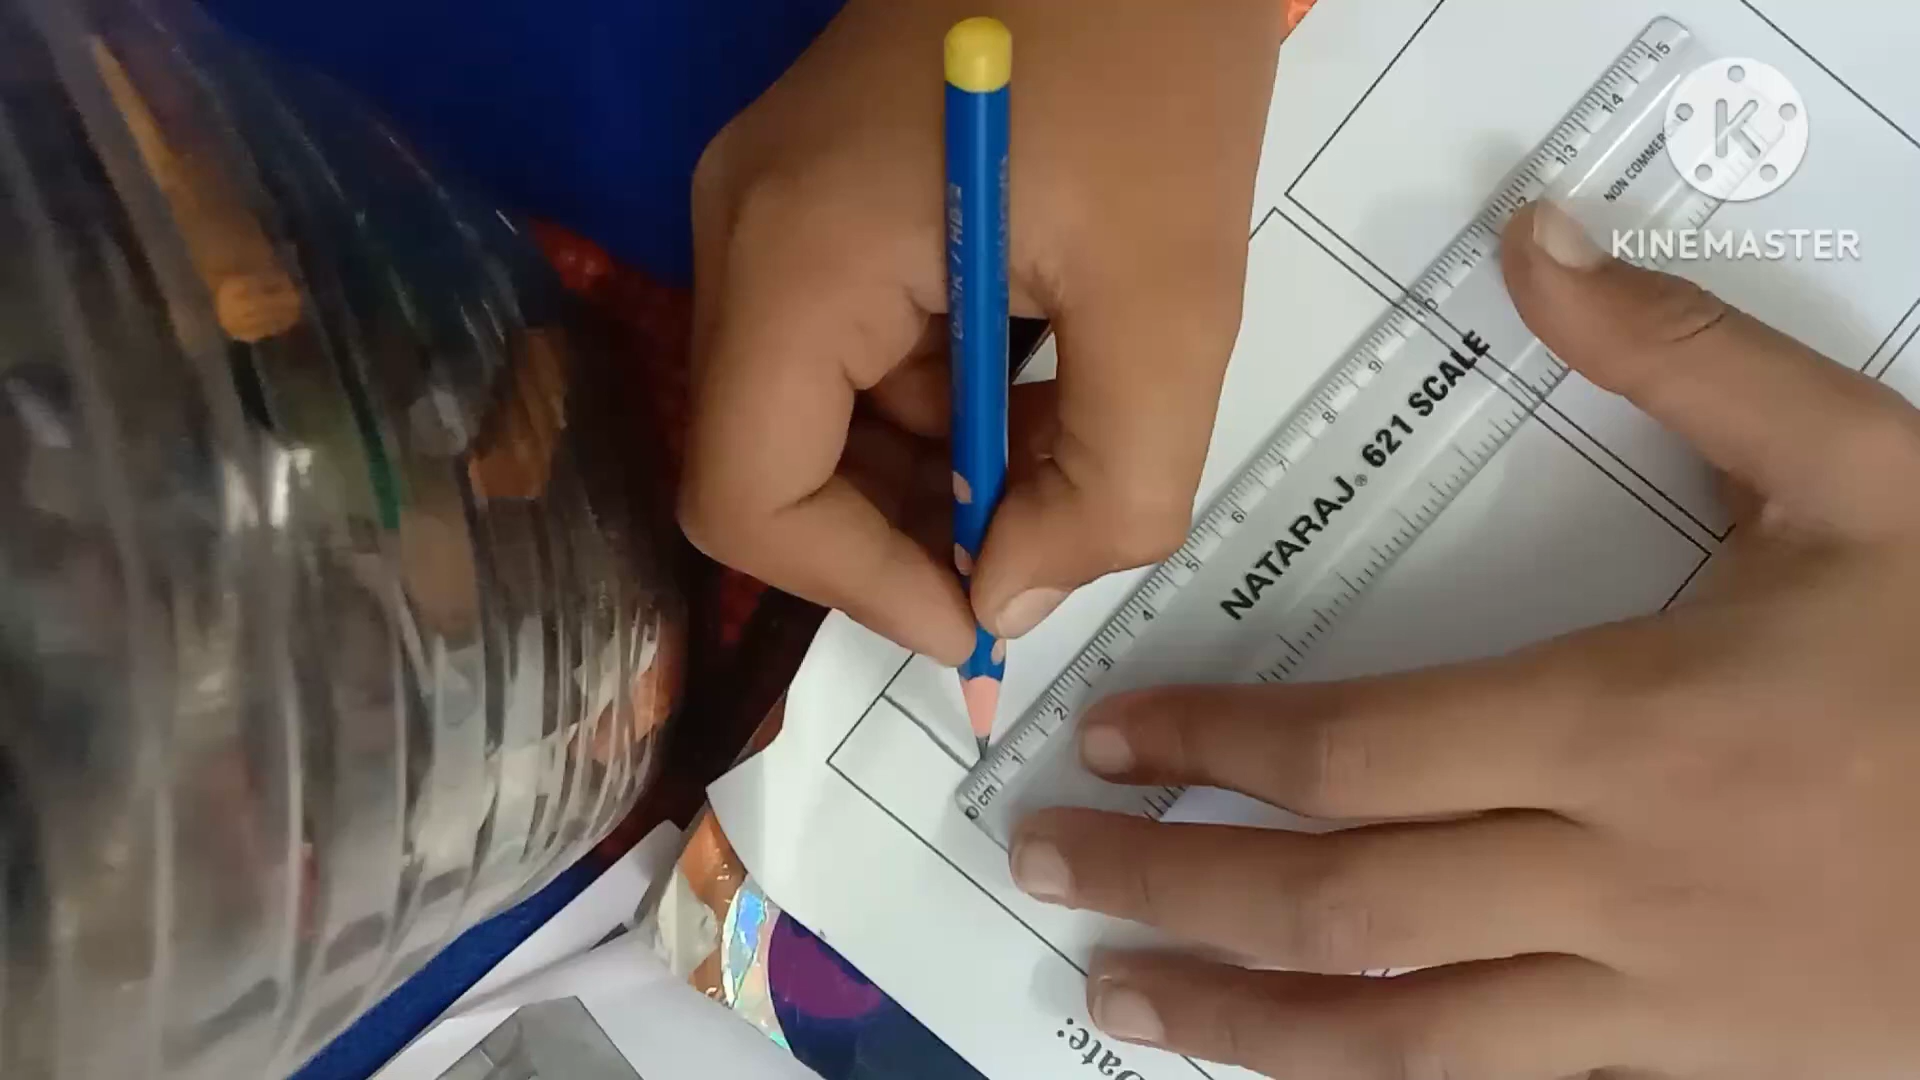 K
KINEMASTER
NON COMMERCIAL
NATARAJ® 621 SCALE
0 1 2 3 4 5 6 7 8 9 10 11 12 13 14 15
cm
Date: